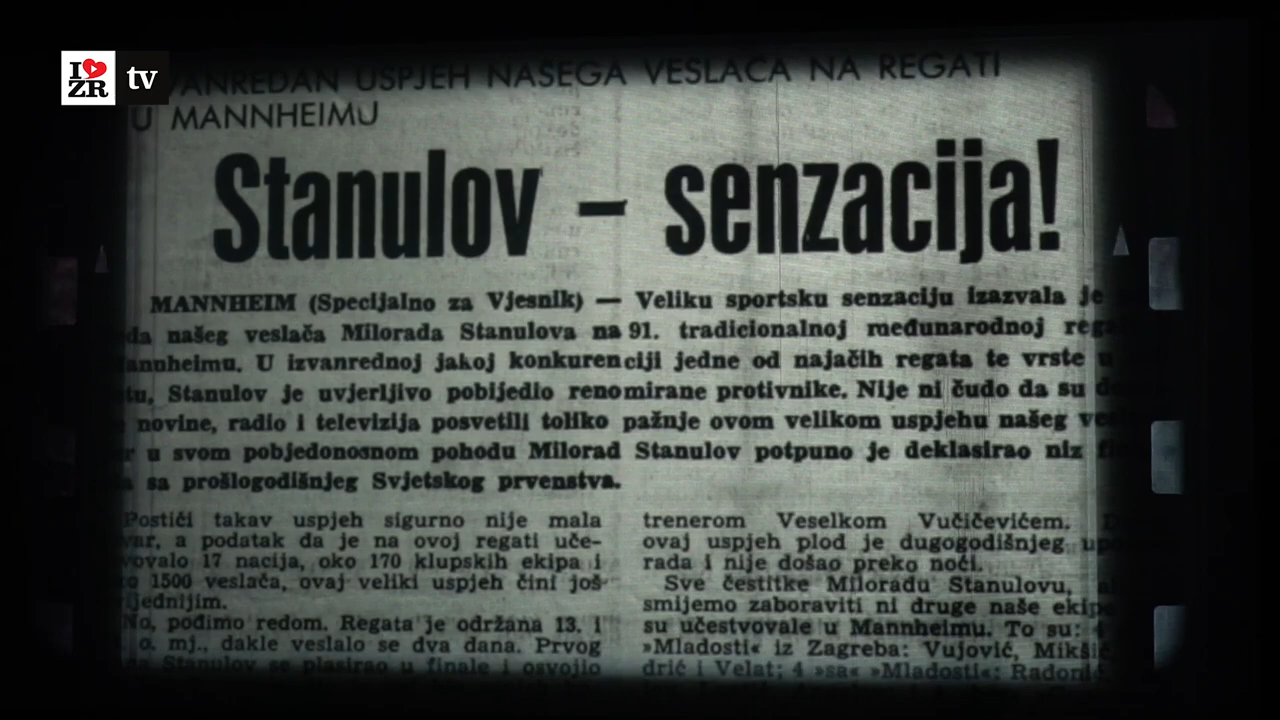 I ZR tv
VANREDAN USPJEH NAŠEGA VESLAČA NA REGATI
U MANNHEIMU
Stanulov – senzacija!
MANNHEIM (Specijalno za Vjesnik) — Veliku sportsku senzaciju izazvala je
našeg veslača Milorada Stanulova na 91. tradicionalnoj međunarodnoj
Mannheimu. U izvanrednoj jakoj konkurenciji jedne od najačih regata te vrste u
Stanulov je uvjerljivo pobijedio renomirane protivnike. Nije ni čudo da su
novine, radio i televizija posvetili toliko pažnje ovom velikom uspjehu našeg
u svom pobjedonosnom pohodu Milorad Stanulov potpuno je deklasirao niz
sa prošlogodišnjeg Svjetskog prvenstva.
Postići takav uspjeh sigurno nije mala
a podatak da je na ovoj regati uče-
vovalo 17 nacija, oko 170 klupskih ekipa i
1500 veslača, ovaj veliki uspjeh čini još
No, pođimo redom. Regata je održana 13. i
o. mj., dakle veslalo se dva dana. Prvog
Stanulov se plasirao u finale i osvojio
trenerom Veselkom Vučičevićem.
ovaj uspjeh plod je dugogodišnjeg
rada i nije došao preko noći.
Sve čestitke Miloradu Stanulovu,
smijemo zaboraviti ni druge naše
su učestvovale u Mannheimu. To su:
»Mladosti« iz Zagreba: Vujović,
drić i Velat; 4 »sa« »Mladosti«: